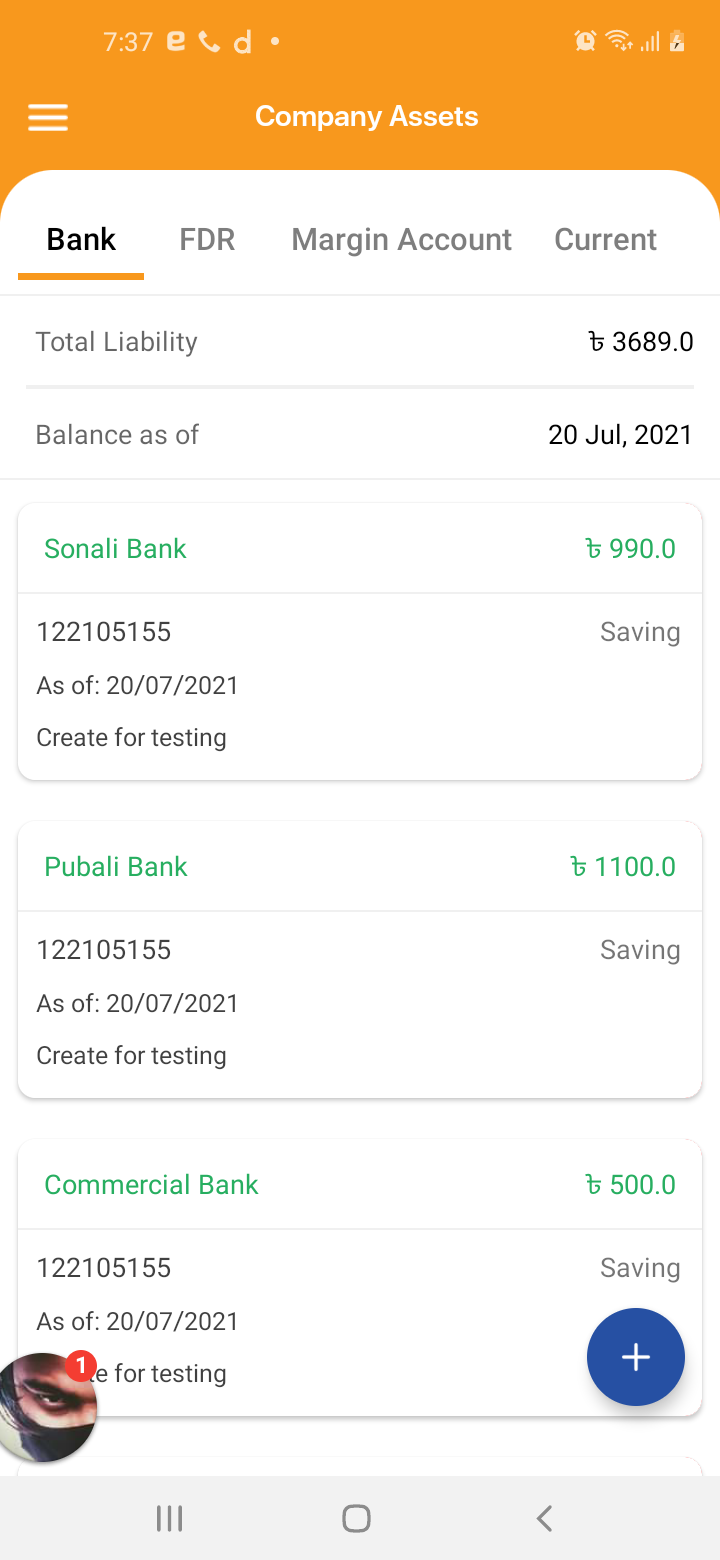 7:37
Company Assets
Bank FDR Margin Account Current
Total Liability ৳ 3689.0
Balance as of 20 Jul, 2021
Sonali Bank ৳ 990.0
122105155 Saving
As of: 20/07/2021
Create for testing
Pubali Bank ৳ 1100.0
122105155 Saving
As of: 20/07/2021
Create for testing
Commercial Bank ৳ 500.0
122105155 Saving
As of: 20/07/2021
1
te for testing